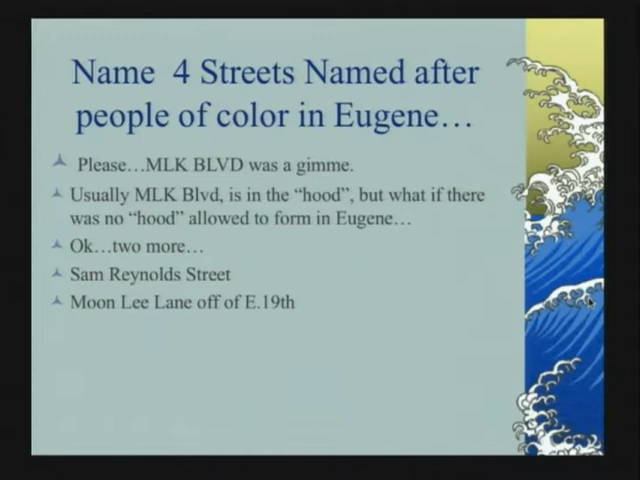 Name 4 Streets Named after
people of color in Eugene…
Please…MLK BLVD was a gimme.
Usually MLK Blvd, is in the “hood”, but what if there
was no “hood” allowed to form in Eugene…
Ok…two more…
Sam Reynolds Street
Moon Lee Lane off of E.19th